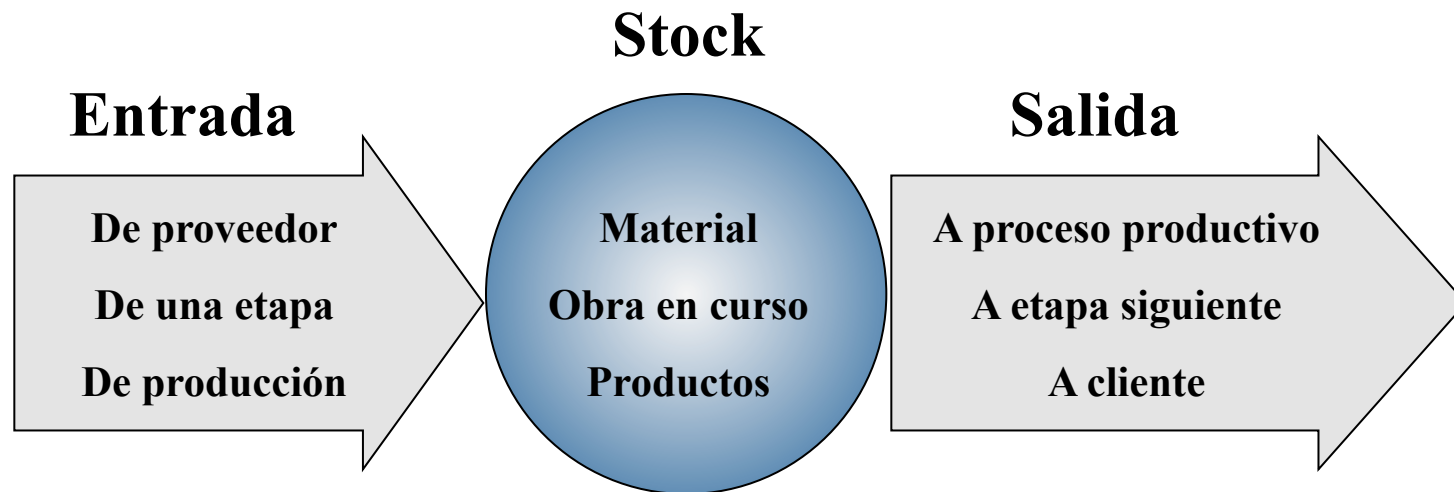 Stock
Entrada
Salida
De proveedor
De una etapa
De producción
Material
Obra en curso
Productos
A proceso productivo
A etapa siguiente
A cliente